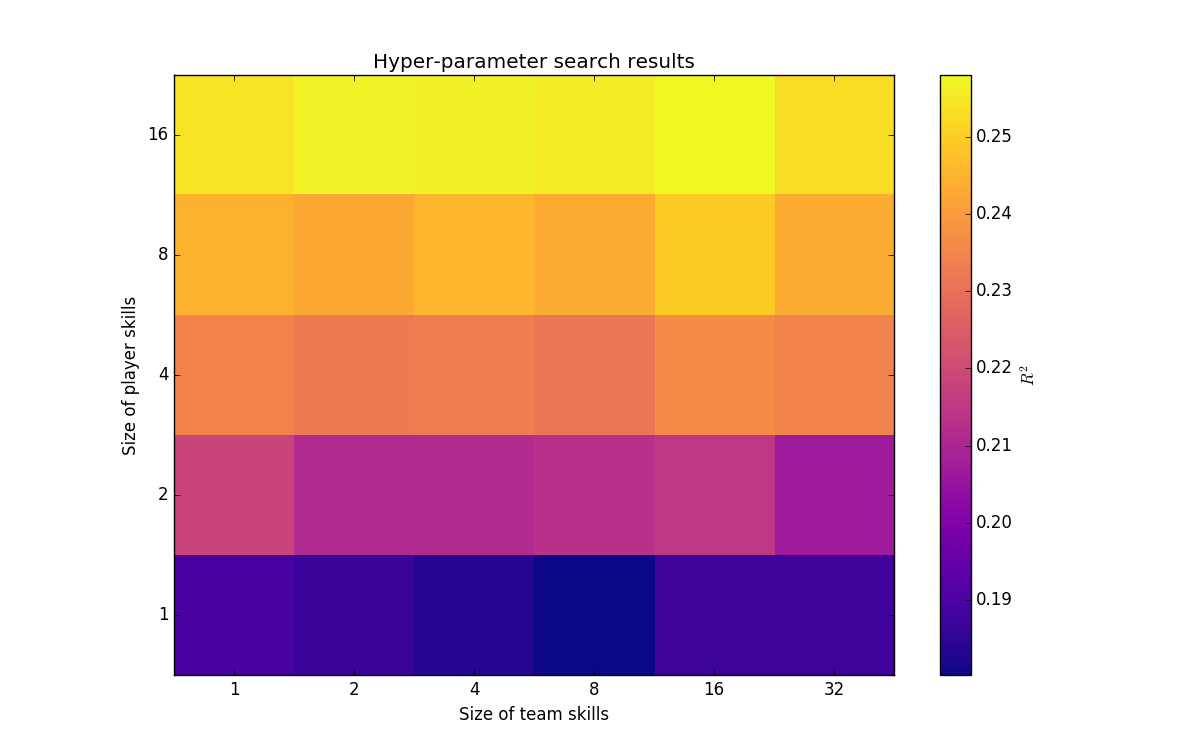 Hyper-parameter search results
16
8
4
2
1
Size of player skills
1 2 4 8 16 32
Size of team skills
0.25
0.24
0.23
0.22
0.21
0.20
0.19
R²